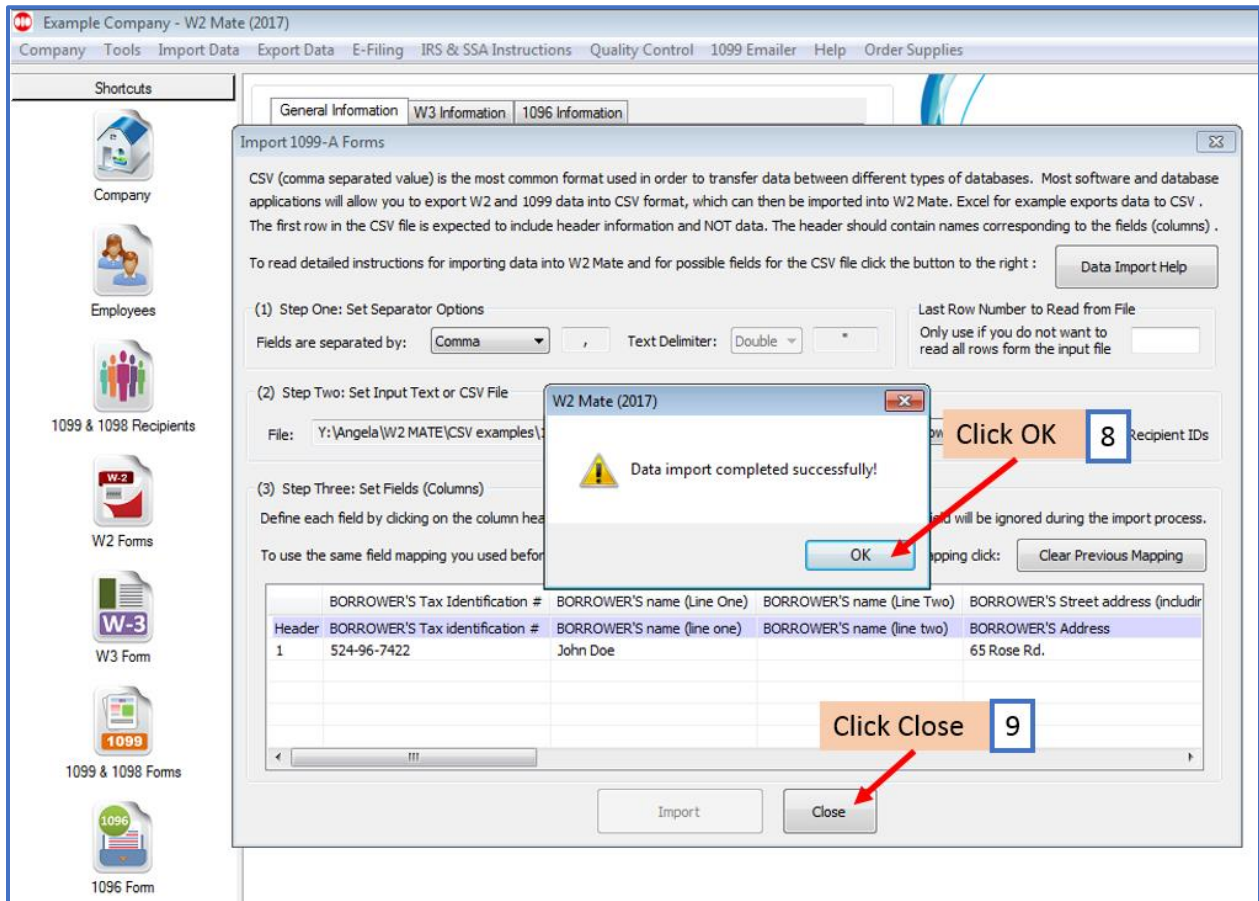 Example Company - W2 Mate (2017)
Company Tools Import Data Export Data E-Filing IRS & SSA Instructions Quality Control 1099 Emailer Help Order Supplies
Shortcuts
Company
Employees
1099 & 1098 Recipients
W-2
W2 Forms
W-3
W3 Form
1099
1099 & 1098 Forms
1096
1096 Form
General Information W3 Information 1096 Information
Import 1099-A Forms
CSV (comma separated value) is the most common format used in order to transfer data between different types of databases. Most software and database
applications will allow you to export W2 and 1099 data into CSV format, which can then be imported into W2 Mate. Excel for example exports data to CSV .
The first row in the CSV file is expected to include header information and NOT data. The header should contain names corresponding to the fields (columns) .
To read detailed instructions for importing data into W2 Mate and for possible fields for the CSV file click the button to the right : Data Import Help
(1) Step One: Set Separator Options
Fields are separated by: Comma , Text Delimiter: Double "
Last Row Number to Read from File
Only use if you do not want to
read all rows form the input file
(2) Step Two: Set Input Text or CSV File
File: Y:\Angela\W2 MATE\CSV examples\ Recipient IDs
W2 Mate (2017)
Data import completed successfully!
OK
Click OK 8
(3) Step Three: Set Fields (Columns)
Define each field by clicking on the column hea will be ignored during the import process.
To use the same field mapping you used befor click: Clear Previous Mapping
BORROWER'S Tax Identification # BORROWER'S name (Line One) BORROWER'S name (Line Two) BORROWER'S Street address (includir
Header BORROWER'S Tax identification # BORROWER'S name (line one) BORROWER'S name (line two) BORROWER'S Address
1 524-96-7422 John Doe 65 Rose Rd.
Click Close 9
Import Close